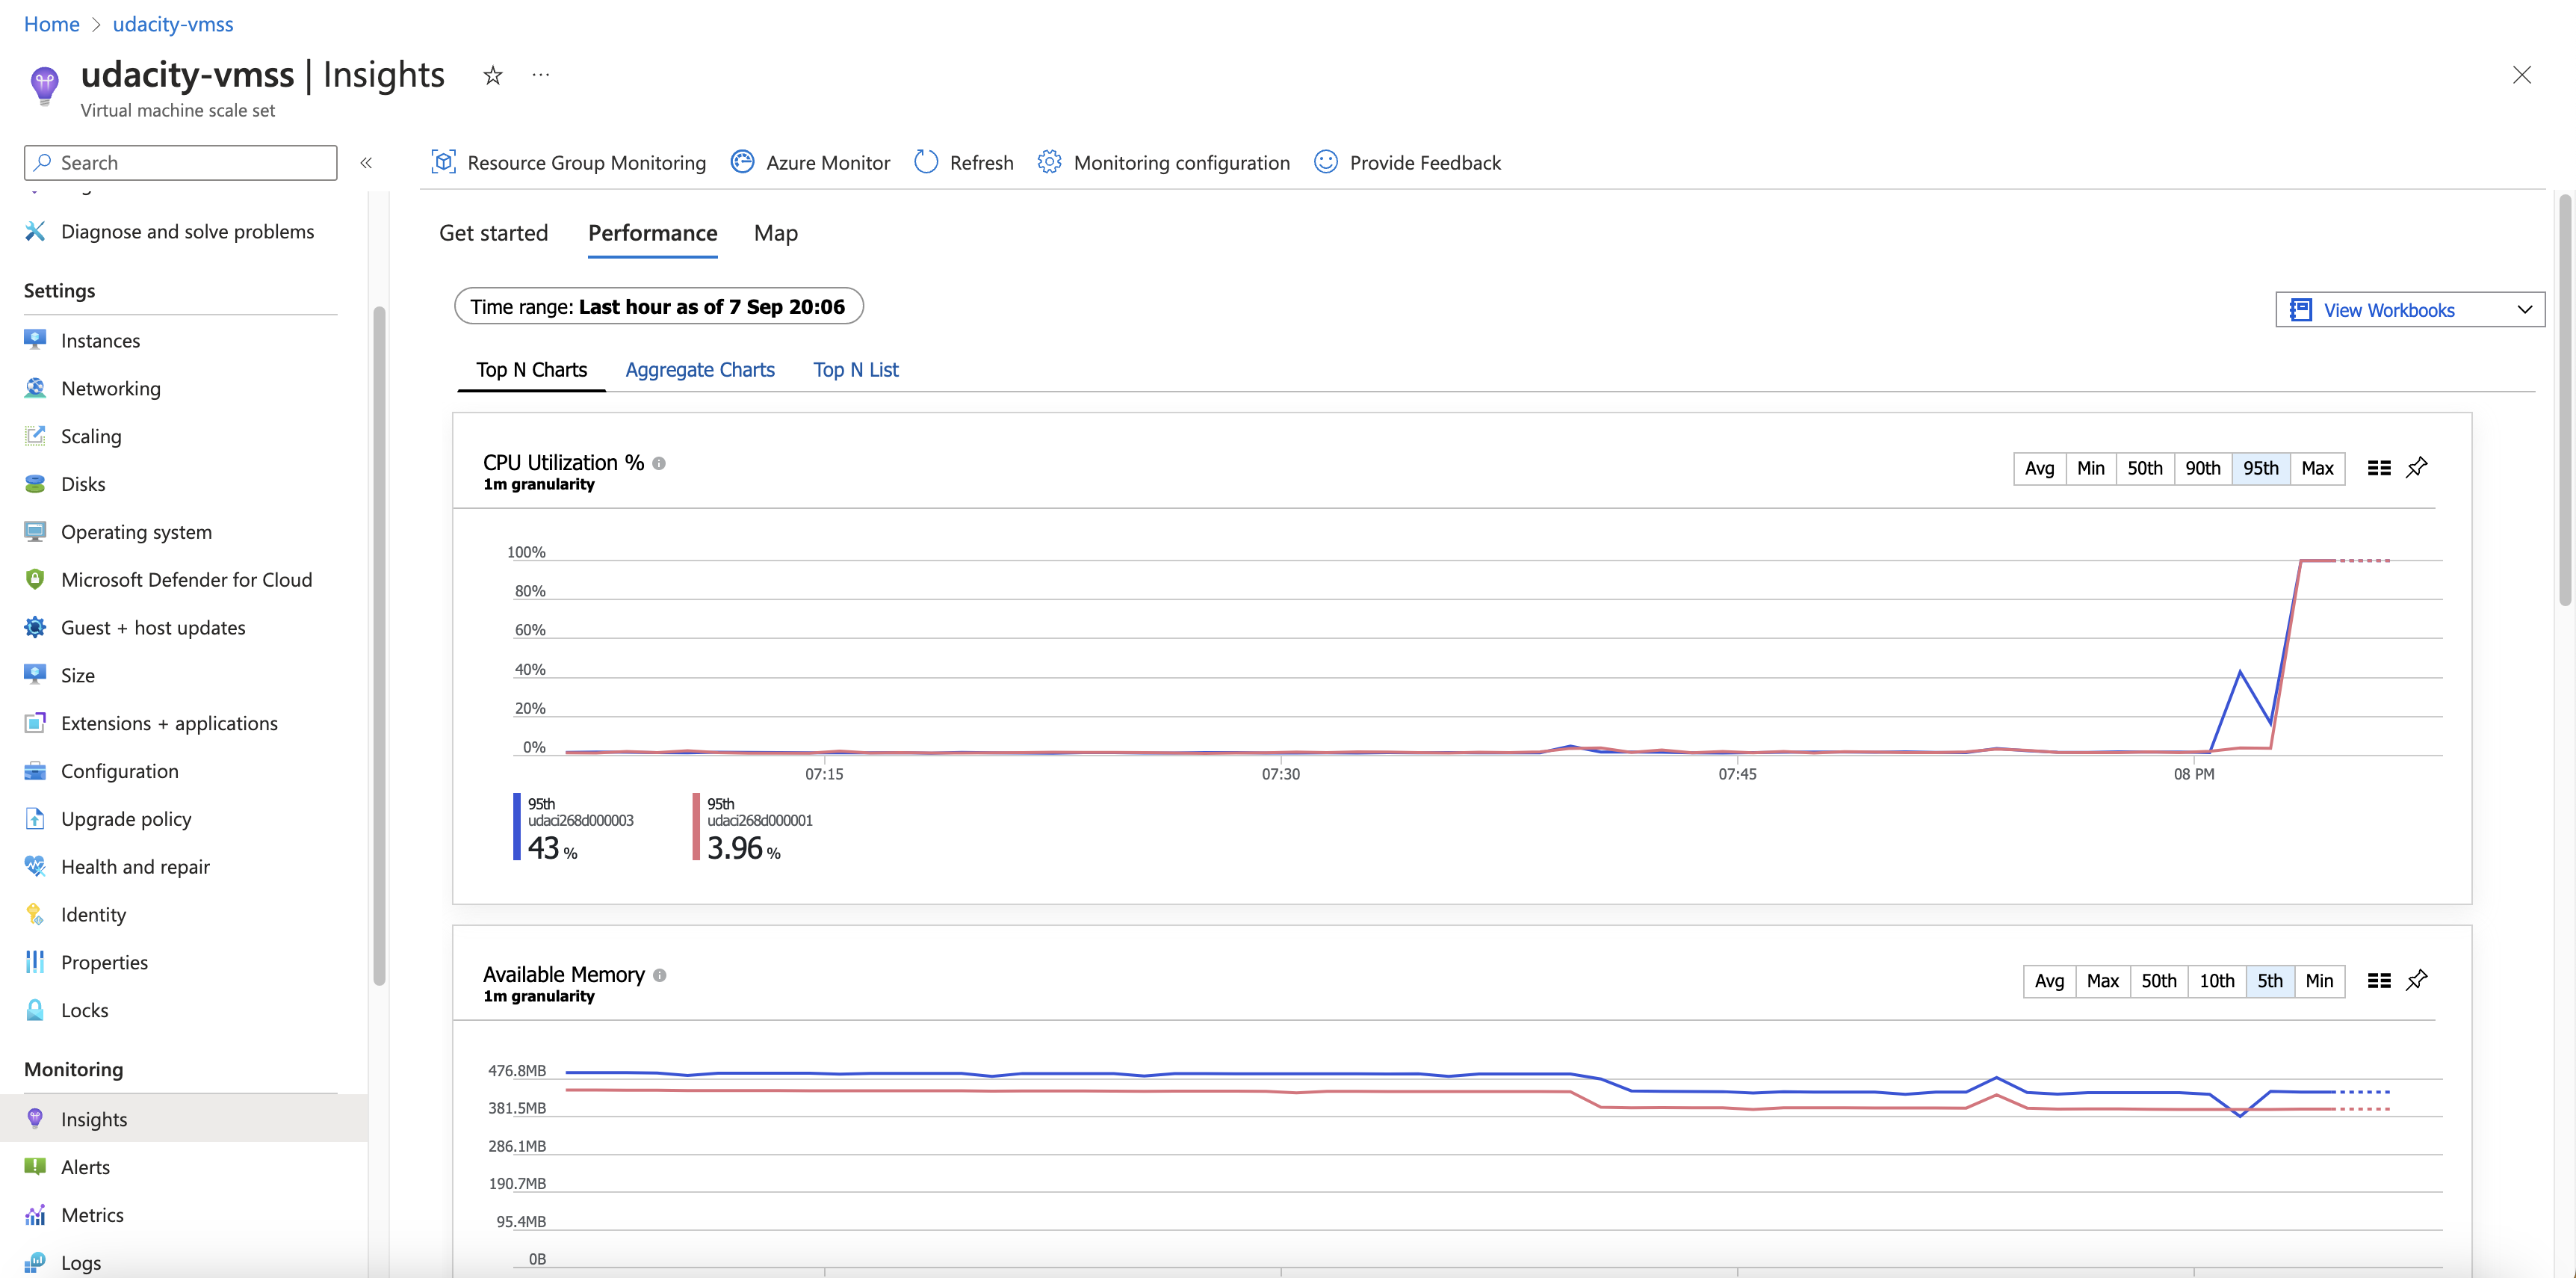 Home > udacity-vmss
udacity-vmss | Insights
Virtual machine scale set
Search
Resource Group Monitoring
Azure Monitor
Refresh
Monitoring configuration
Provide Feedback
Diagnose and solve problems
Settings
Instances
Networking
Scaling
Disks
Operating system
Microsoft Defender for Cloud
Guest + host updates
Size
Extensions + applications
Configuration
Upgrade policy
Health and repair
Identity
Properties
Locks
Monitoring
Insights
Alerts
Metrics
Logs
Get started
Performance
Map
Time range: Last hour as of 7 Sep 20:06
View Workbooks
Top N Charts
Aggregate Charts
Top N List
CPU Utilization %
1m granularity
Avg
Min
50th
90th
95th
Max
100%
80%
60%
40%
20%
0%
07:15
07:30
07:45
08 PM
95th
udaci268d000003
43 %
95th
udaci268d000001
3.96 %
Available Memory
1m granularity
Avg
Max
50th
10th
5th
Min
476.8MB
381.5MB
286.1MB
190.7MB
95.4MB
0B